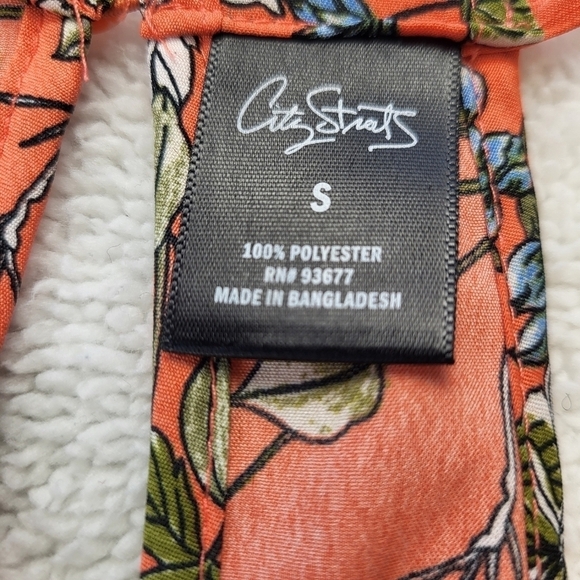 City Streets
S
100% POLYESTER
RN# 93677
MADE IN BANGLADESH